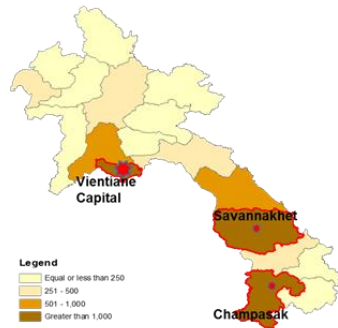 Vientiane
Capital
Savannakhet
Champasak
Legend
Equal or less than 250
251 - 500
501 - 1,000
Greater than 1,000